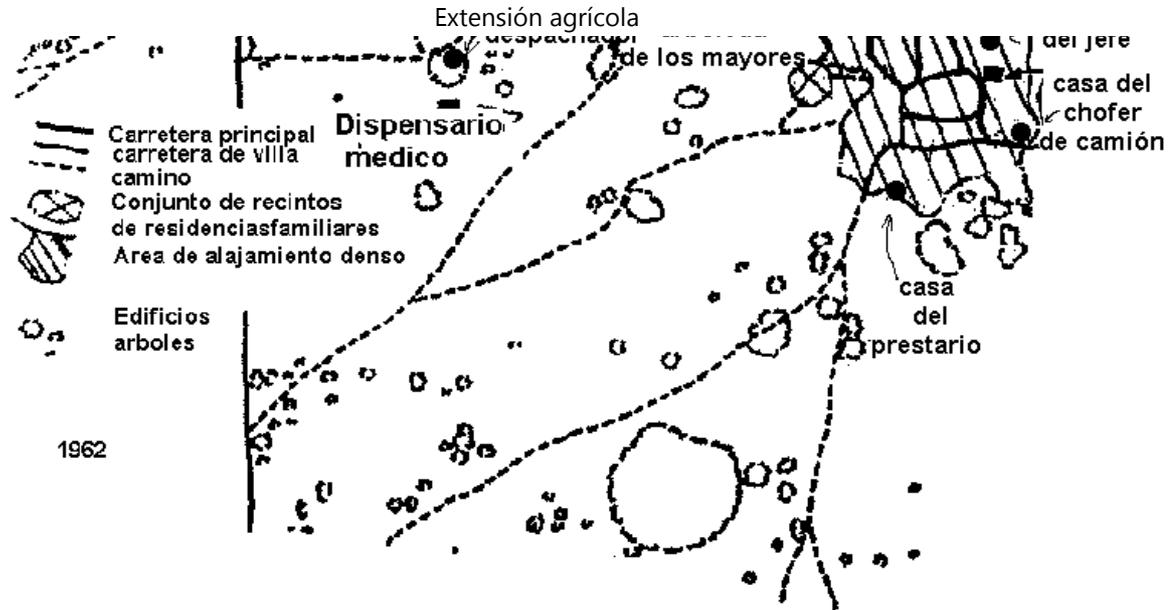 Extensión agrícola
despachador
de los mayores
del jefe
casa del
chofer
de camión
Dispensario
medico
Carretera principal
carretera de villa
camino
Conjunto de recintos
de residenciasfamiliares
Area de alajamiento denso
Edificios
arboles
casa
del
prestario
1962